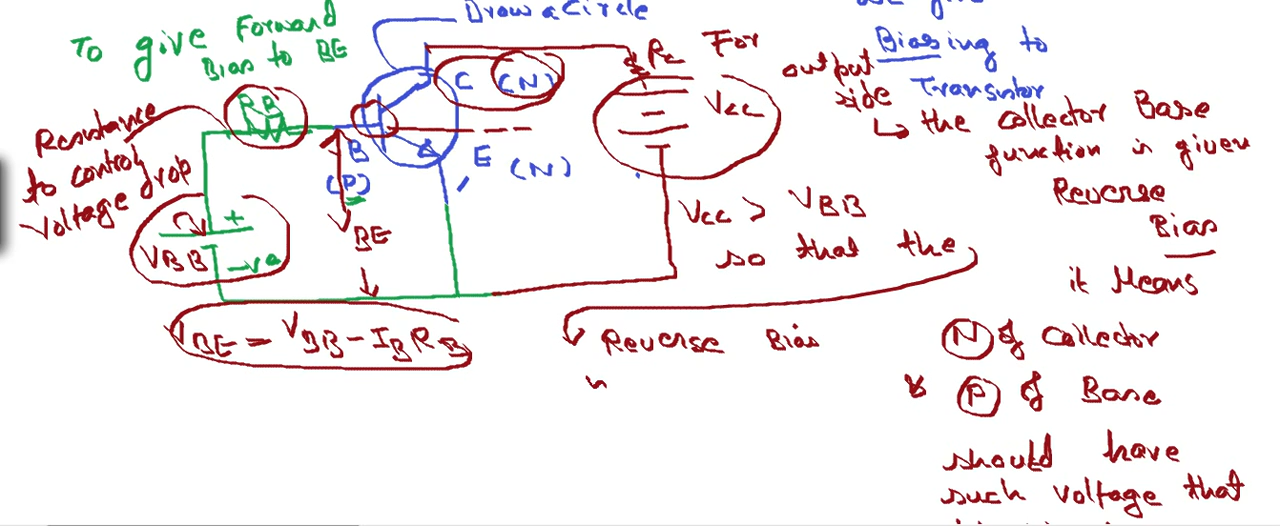 To give Forward
Bias to BE
Draw a Circle
Resistance
to control
voltage drop
RB
B
(P)
C (N)
E (N)
RC
VCC
VBB
+
-ve
VBE
VBE = VBB - IBRB
VCC > VBB
so that the
Reverse Bias
For
output
side
Biasing to
Transistor
the collector Base
junction is given
Reverse
Bias
it Means
N of Collector
& P of Base
should have
such voltage that